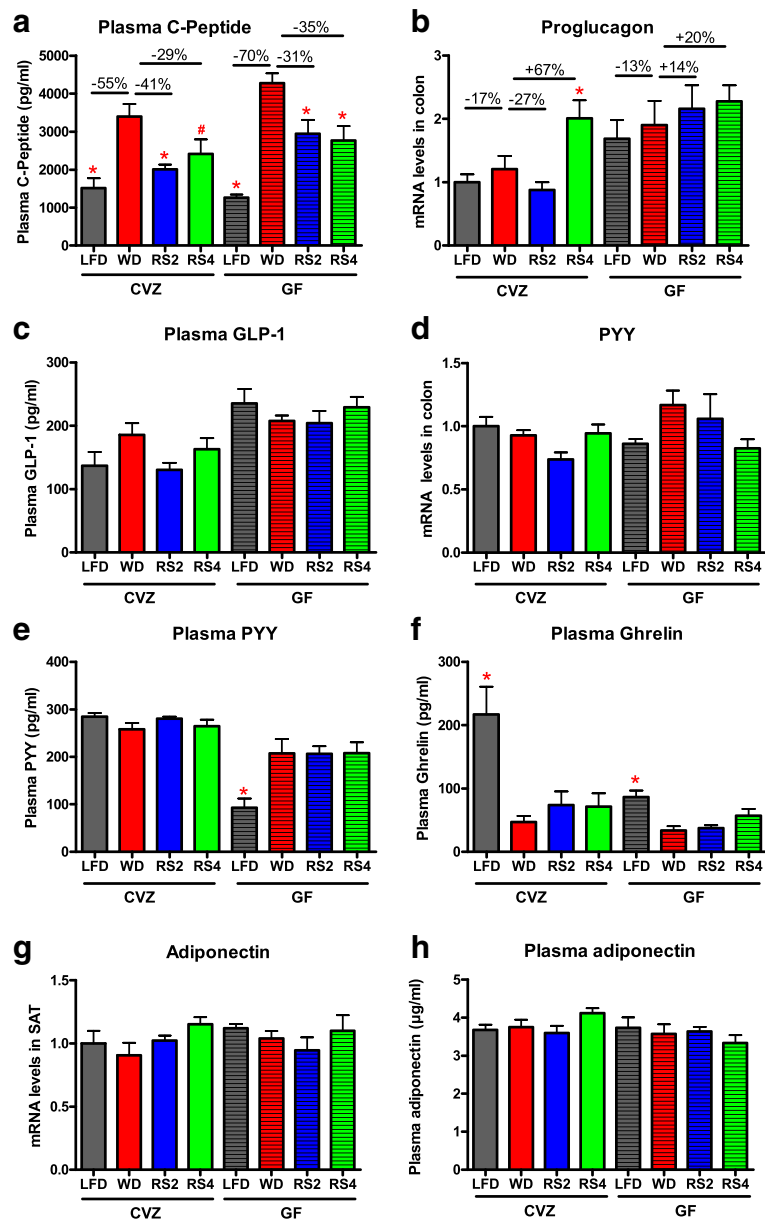 a
Plasma C-Peptide
-35%
-29%
-70%
-31%
-55%
-41%
Plasma C-Peptide (pg/ml)
5000
4000
3000
2000
1000
0
*
*
#
*
*
*
LFD WD RS2 RS4 LFD WD RS2 RS4
CVZ GF
b
Proglucagon
+20%
+67%
-13%
+14%
-17%
-27%
mRNA levels in colon
3
2
1
0
*
LFD WD RS2 RS4 LFD WD RS2 RS4
CVZ GF
c
Plasma GLP-1
Plasma GLP-1 (pg/ml)
300
200
100
0
LFD WD RS2 RS4 LFD WD RS2 RS4
CVZ GF
d
PYY
mRNA levels in colon
1.5
1.0
0.5
0.0
LFD WD RS2 RS4 LFD WD RS2 RS4
CVZ GF
e
Plasma PYY
Plasma PYY (pg/ml)
400
300
200
100
0
*
LFD WD RS2 RS4 LFD WD RS2 RS4
CVZ GF
f
Plasma Ghrelin
Plasma Ghrelin (pg/ml)
300
200
100
0
*
*
LFD WD RS2 RS4 LFD WD RS2 RS4
CVZ GF
g
Adiponectin
mRNA levels in SAT
1.5
1.0
0.5
0.0
LFD WD RS2 RS4 LFD WD RS2 RS4
CVZ GF
h
Plasma adiponectin
Plasma adiponectin (µg/ml)
5
4
3
2
1
0
LFD WD RS2 RS4 LFD WD RS2 RS4
CVZ GF